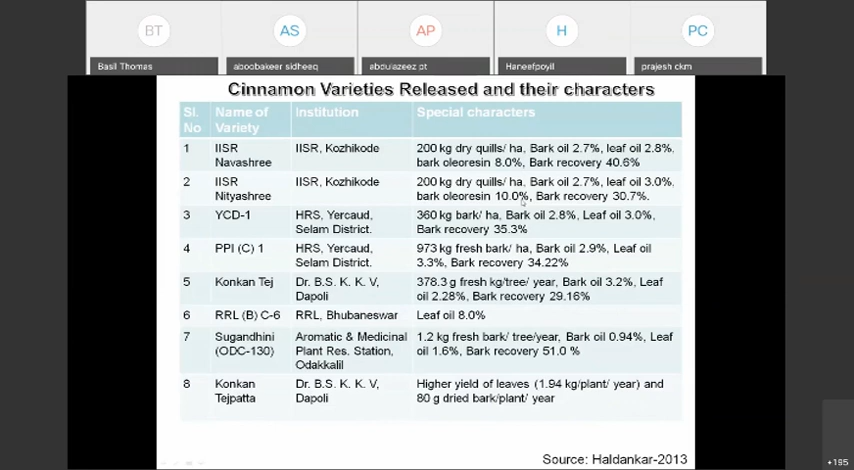 BT
AS
AP
H
PC
Basil Thomas
aboobakeer sidheeq
abdulazeez pt
Haneefpoyil
prajesh ckm
Cinnamon Varieties Released and their characters
Sl. No
Name of Variety
Institution
Special characters
1
IISR
Navashree
IISR, Kozhikode
200 kg dry quills/ ha, Bark oil 2.7%, leaf oil 2.8%,
bark oleoresin 8.0%, Bark recovery 40.6%
2
IISR
Nityashree
IISR, Kozhikode
200 kg dry quills/ ha, Bark oil 2.7%, leaf oil 3.0%,
bark oleoresin 10.0%, Bark recovery 30.7%.
3
YCD-1
HRS, Yercaud,
Selam District.
360 kg bark/ ha, Bark oil 2.8%, Leaf oil 3.0%,
Bark recovery 35.3%
4
PPI (C) 1
HRS, Yercaud,
Selam District.
973 kg fresh bark/ ha, Bark oil 2.9%, Leaf oil
3.3%, Bark recovery 34.22%
5
Konkan Tej
Dr. B.S. K. K. V,
Dapoli
378.3 g fresh kg/tree/ year, Bark oil 3.2%, Leaf
oil 2.28%, Bark recovery 29.16%
6
RRL (B) C-6
RRL, Bhubaneswar
Leaf oil 8.0%
7
Sugandhini
(ODC-130)
Aromatic & Medicinal
Plant Res. Station,
Odakkalil
1.2 kg fresh bark/ tree/year, Bark oil 0.94%, Leaf
oil 1.6%, Bark recovery 51.0 %
8
Konkan
Tejpatta
Dr. B.S. K. K. V,
Dapoli
Higher yield of leaves (1.94 kg/plant/ year) and
80 g dried bark/plant/ year
Source: Haldankar-2013
+195